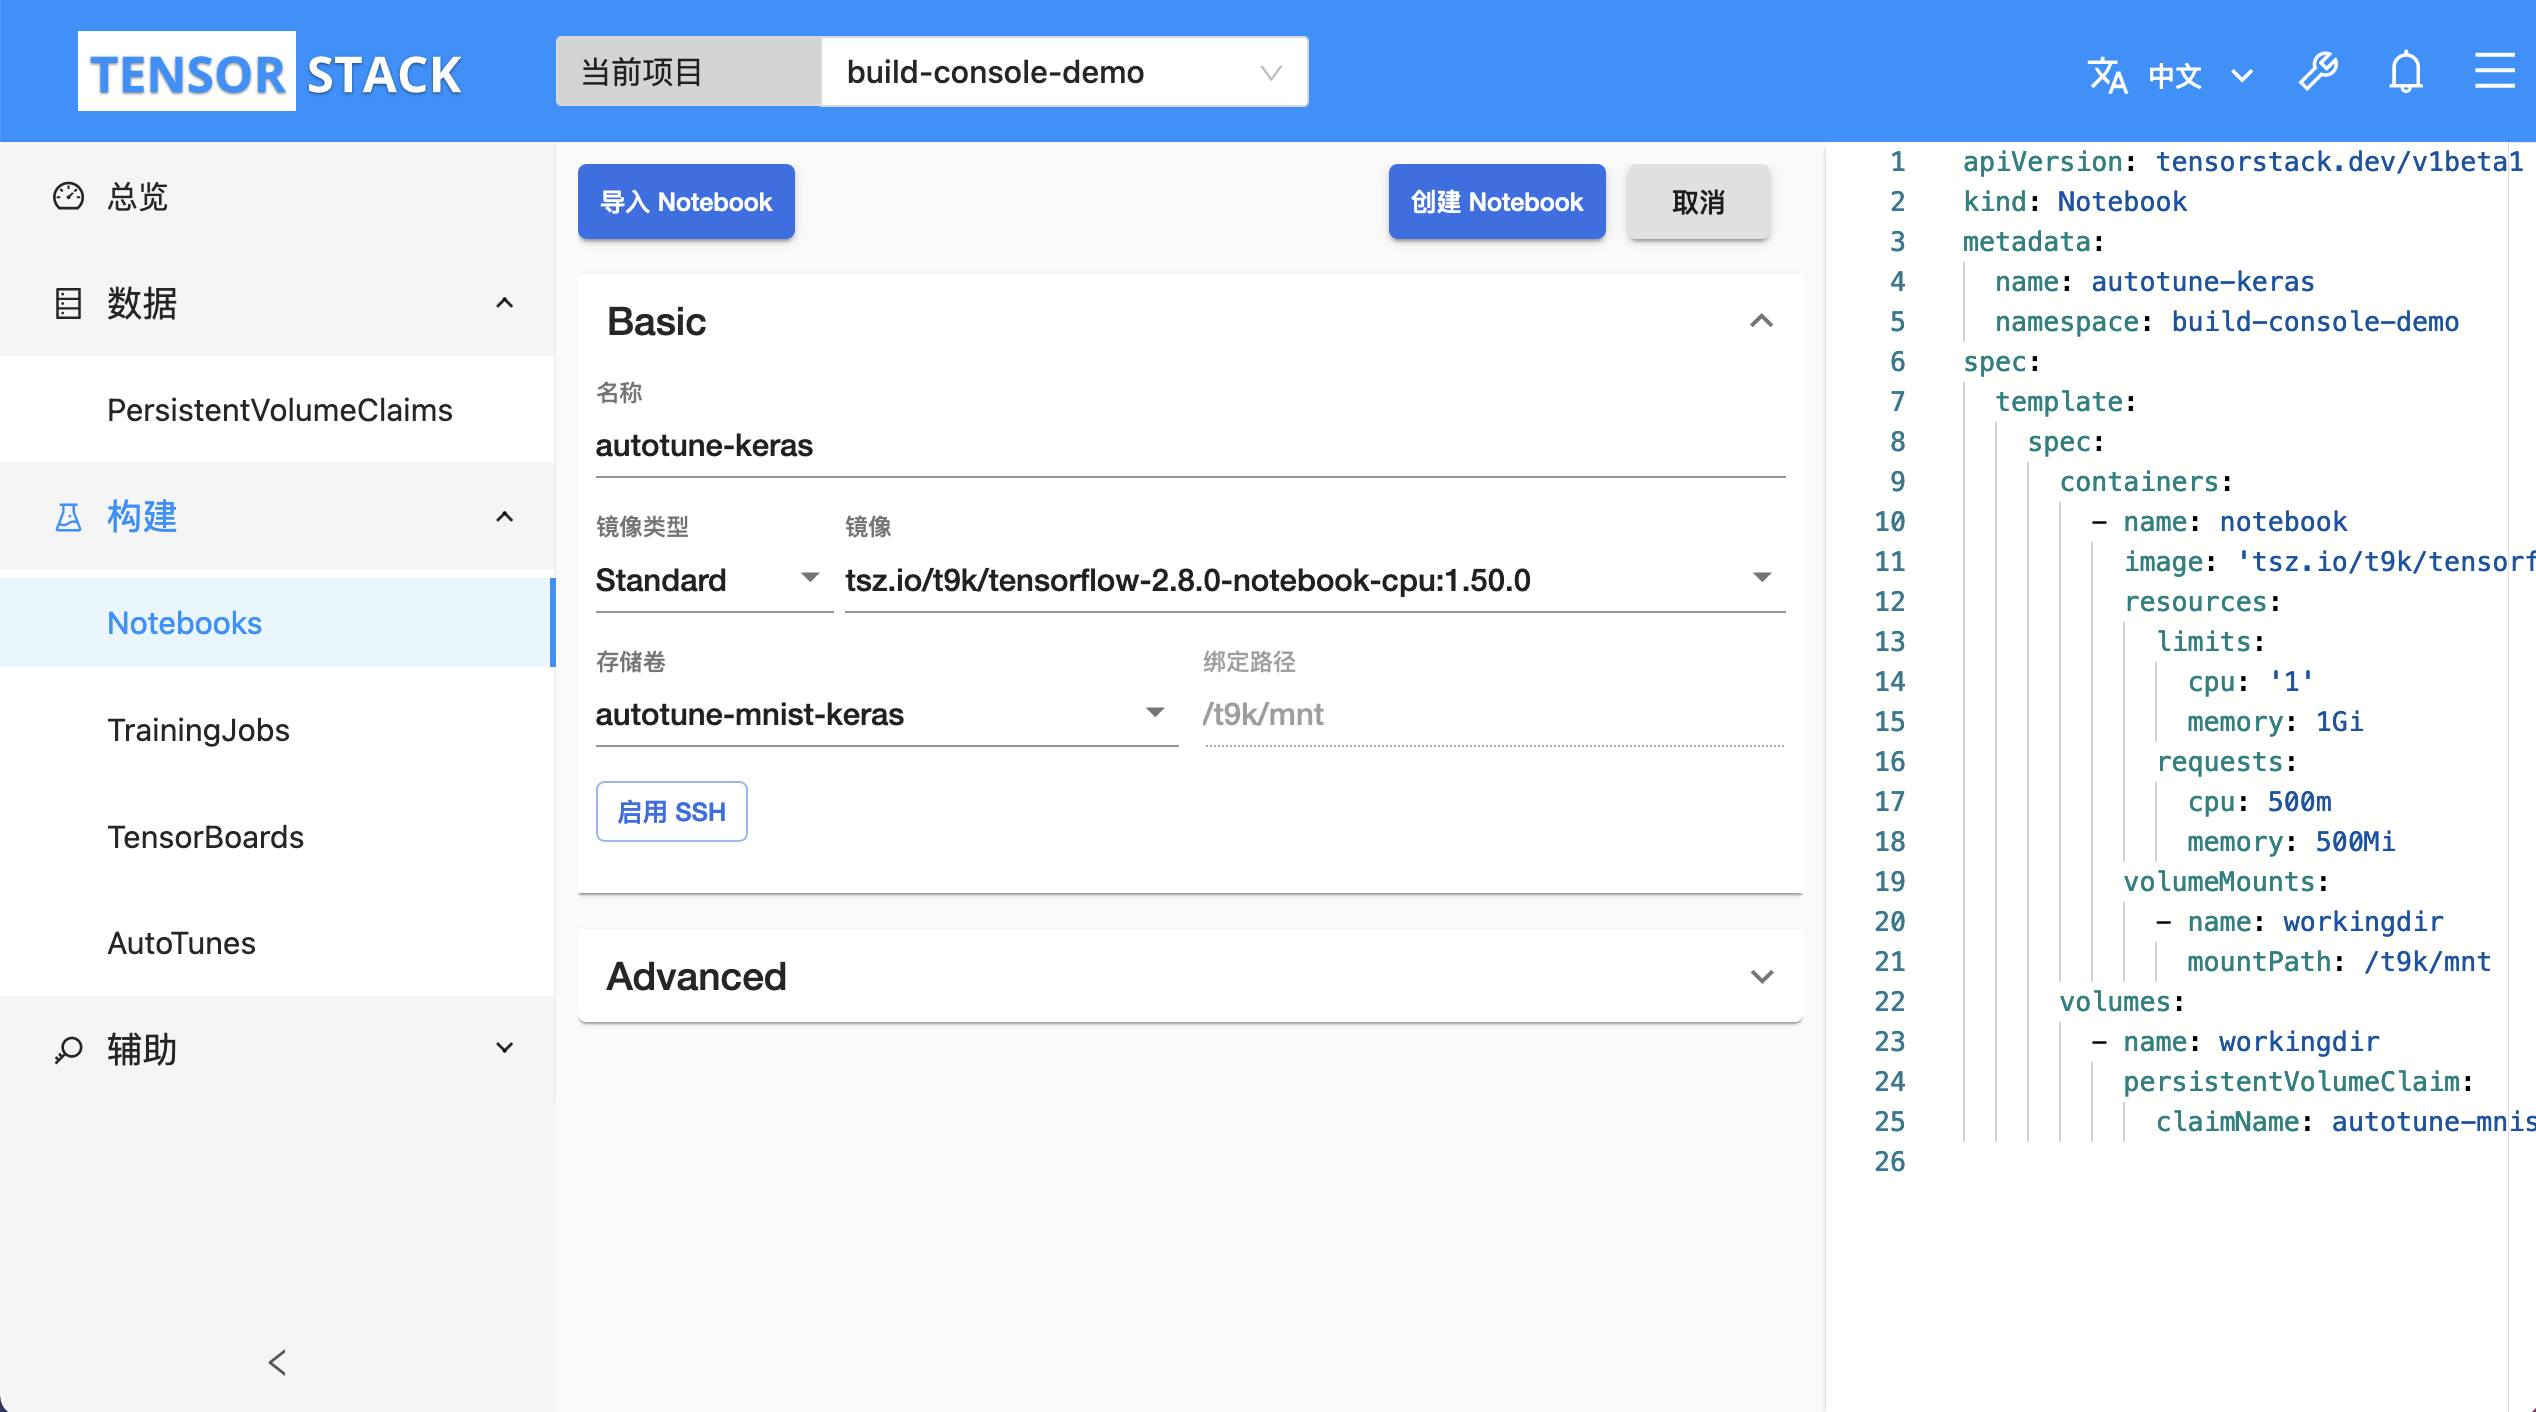 TENSOR STACK
当前项目
build-console-demo
中文
总览
数据
PersistentVolumeClaims
构建
Notebooks
TrainingJobs
TensorBoards
AutoTunes
辅助
导入 Notebook
创建 Notebook
取消
Basic
名称
autotune-keras
镜像类型
镜像
Standard
tsz.io/t9k/tensorflow-2.8.0-notebook-cpu:1.50.0
存储卷
绑定路径
autotune-mnist-keras
/t9k/mnt
启用 SSH
Advanced
1 apiVersion: tensorstack.dev/v1beta1
2 kind: Notebook
3 metadata:
4 name: autotune-keras
5 namespace: build-console-demo
6 spec:
7 template:
8 spec:
9 containers:
10 - name: notebook
11 image: 'tsz.io/t9k/tensorf
12 resources:
13 limits:
14 cpu: '1'
15 memory: 1Gi
16 requests:
17 cpu: 500m
18 memory: 500Mi
19 volumeMounts:
20 - name: workingdir
21 mountPath: /t9k/mnt
22 volumes:
23 - name: workingdir
24 persistentVolumeClaim:
25 claimName: autotune-mnis
26